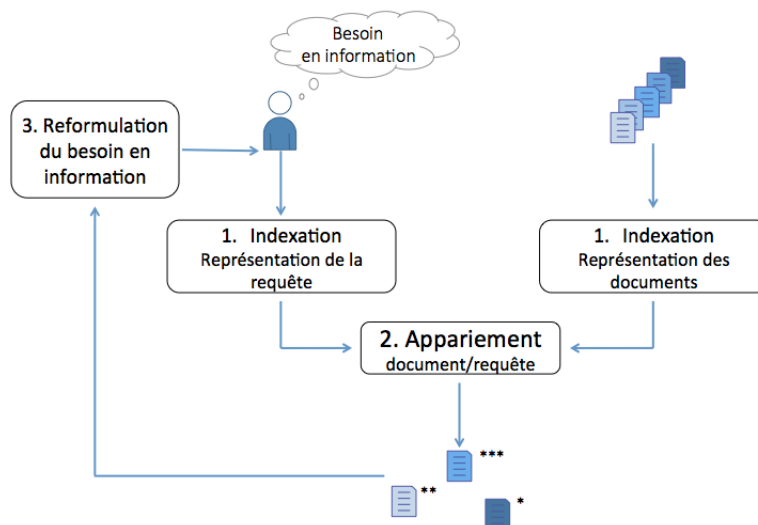 Besoin
en information
3. Reformulation
du besoin en
information
1. Indexation
Représentation de la
requête
1. Indexation
Représentation des
documents
2. Appariement
document/requête
***
**
*